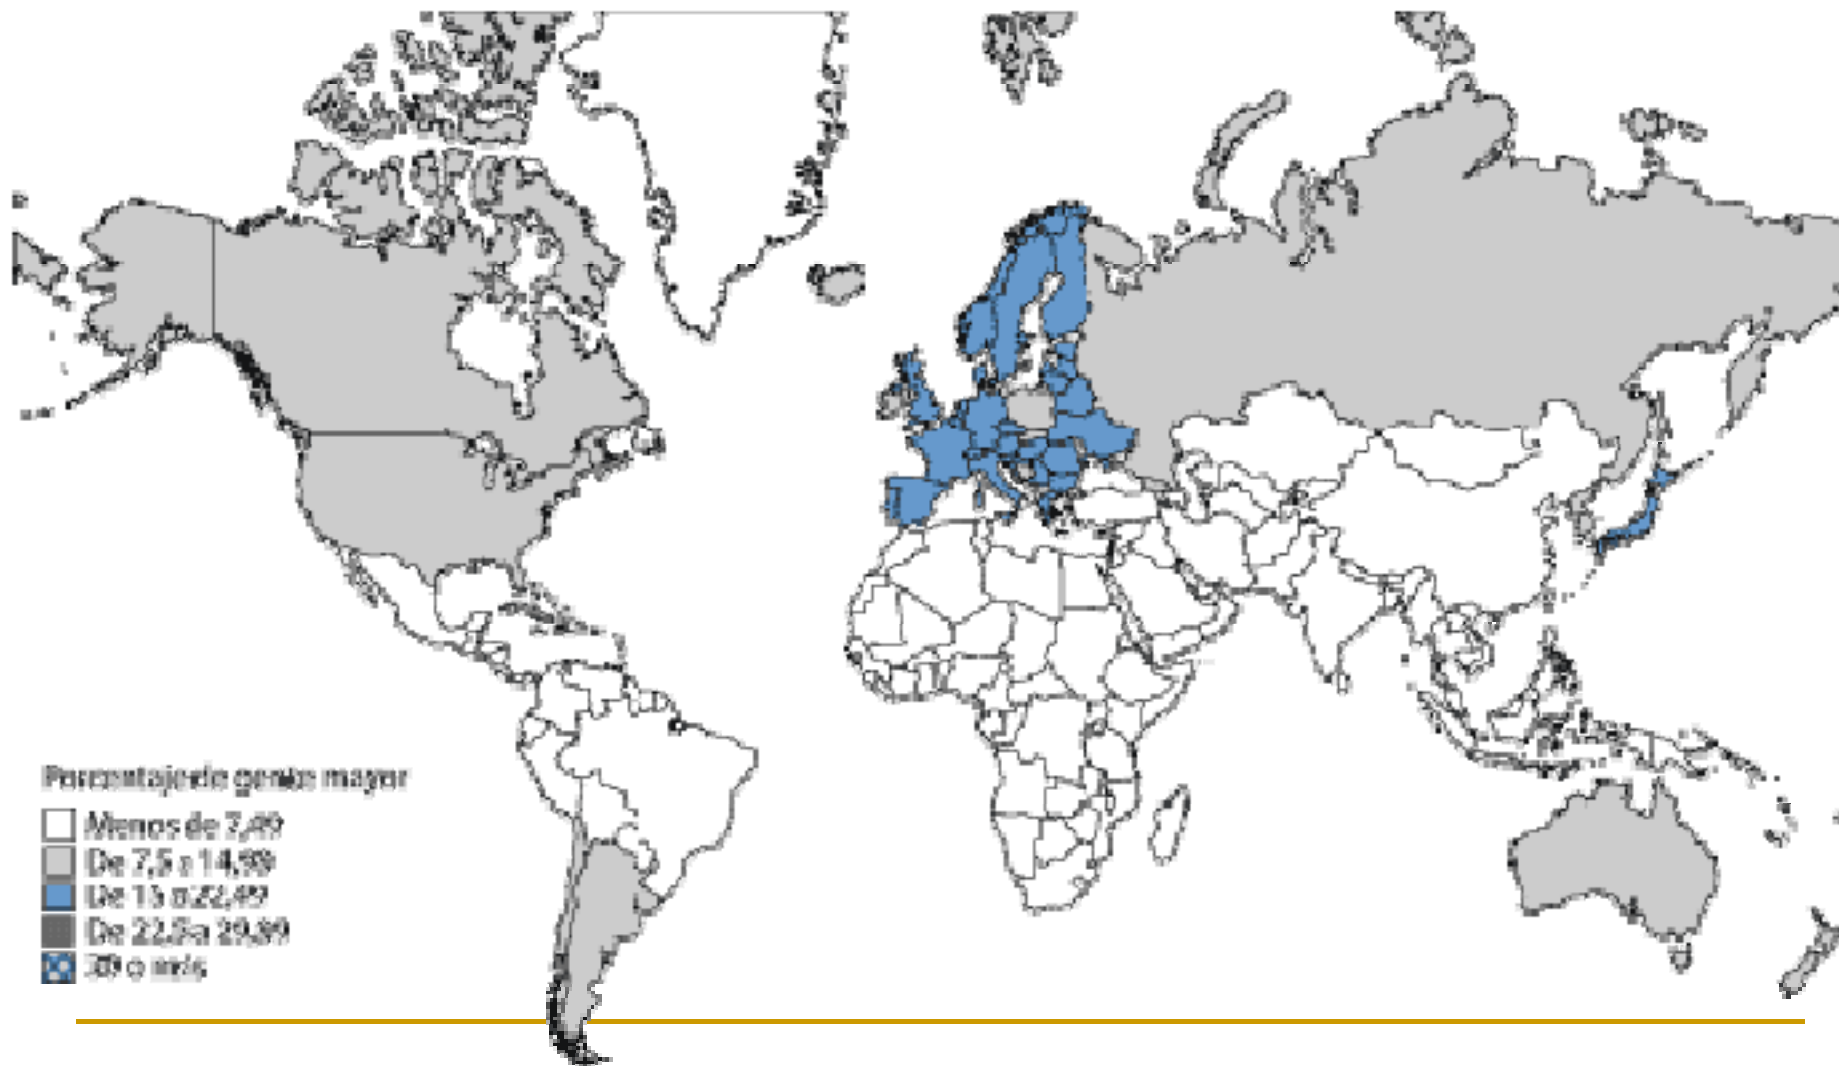 Porcentaje de gente mayor
Menos de 7,49
De 7,5 a 14,99
De 15 a 22,49
De 22,5 a 29,99
30 o más